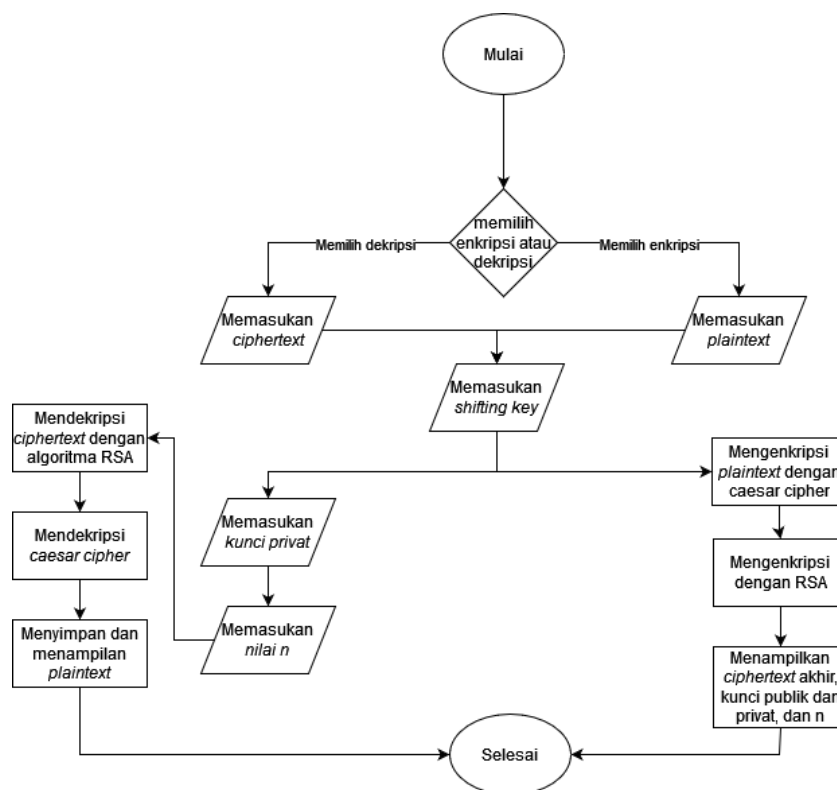 Mulai
memilih
enkripsi atau
dekripsi
Memilih dekripsi
Memilih enkripsi
Memasukan
ciphertext
Memasukan
plaintext
Memasukan
shifting key
Mendekripsi
ciphertext dengan
algoritma RSA
Mengenkripsi
plaintext dengan
caesar cipher
Memasukan
kunci privat
Mendekripsi
caesar cipher
Mengenkripsi
dengan RSA
Memasukan
nilai n
Menyimpan dan
menampilan
plaintext
Menampilkan
ciphertext akhir,
kunci publik dan
privat, dan n
Selesai